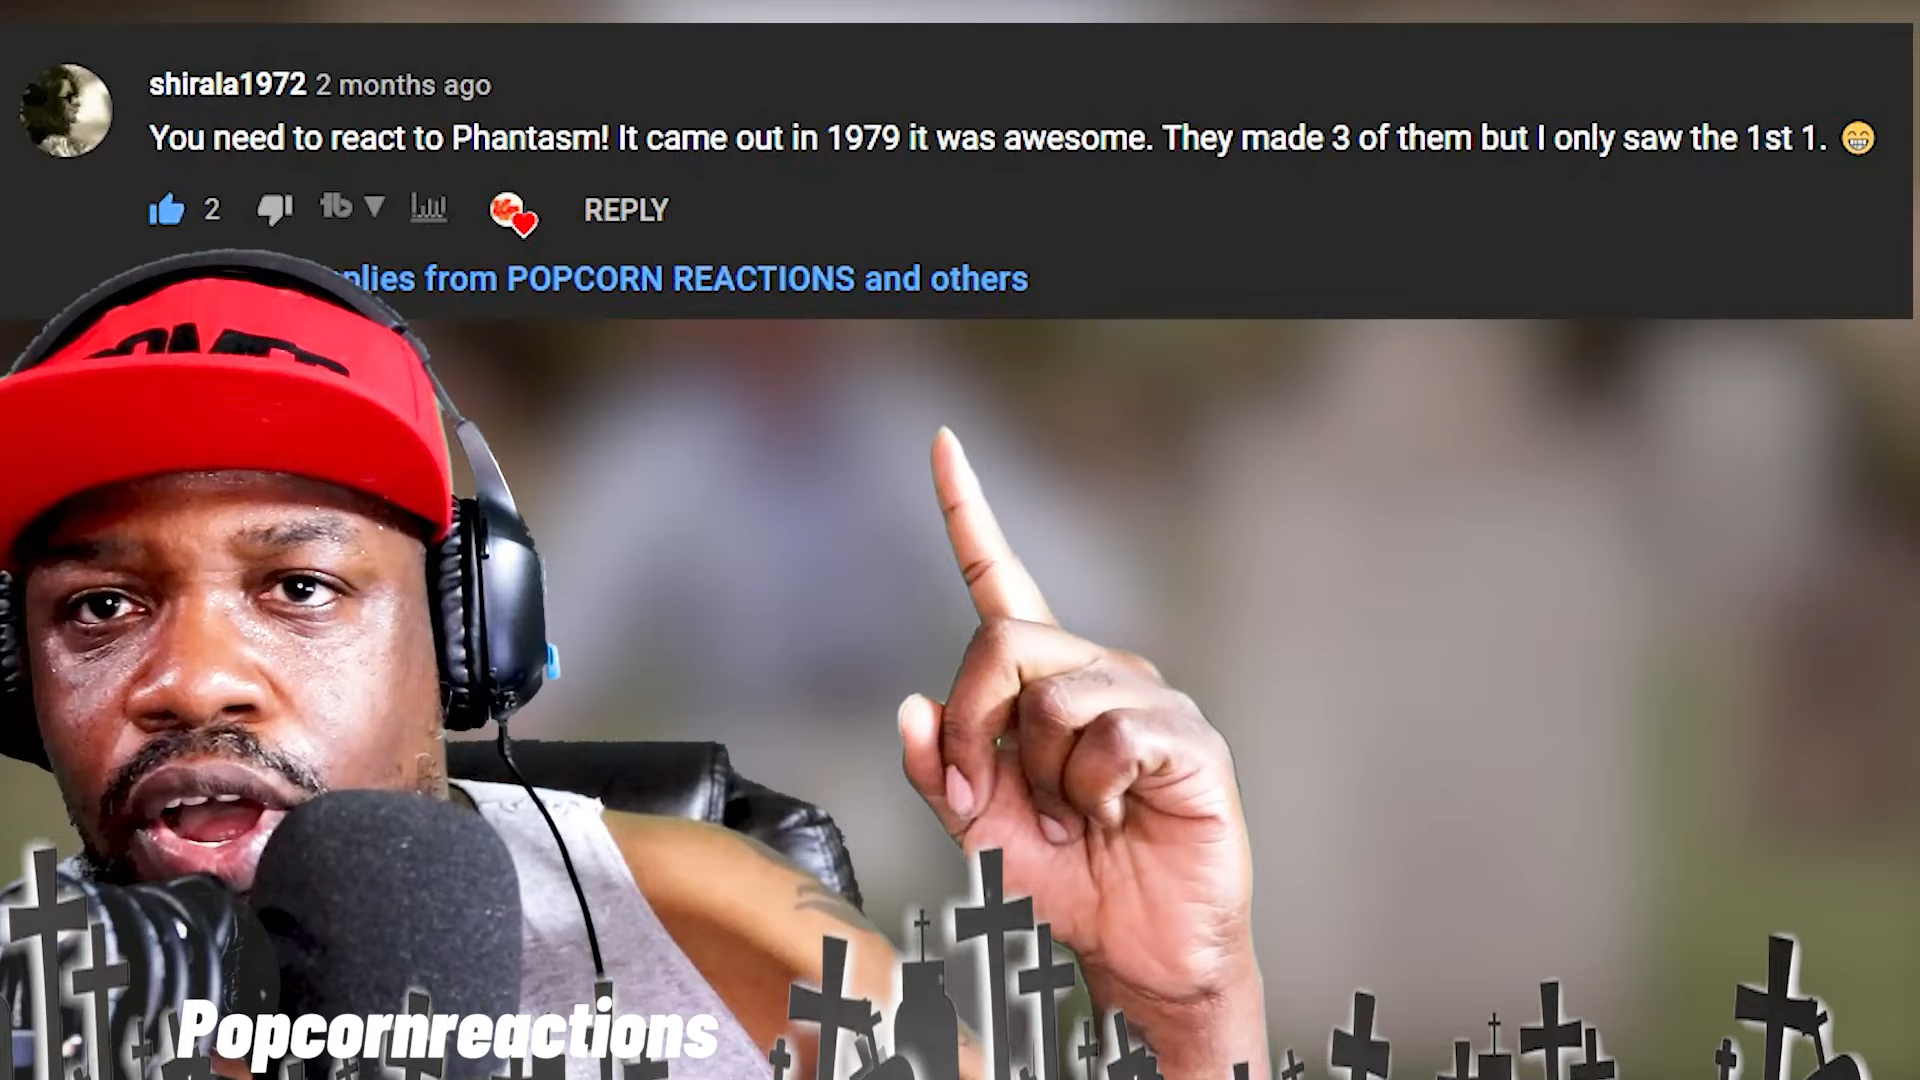 shirala1972 2 months ago
You need to react to Phantasm! It came out in 1979 it was awesome. They made 3 of them but I only saw the 1st 1. 😁
2 REPLY
from POPCORN REACTIONS and others
Popcornreactions